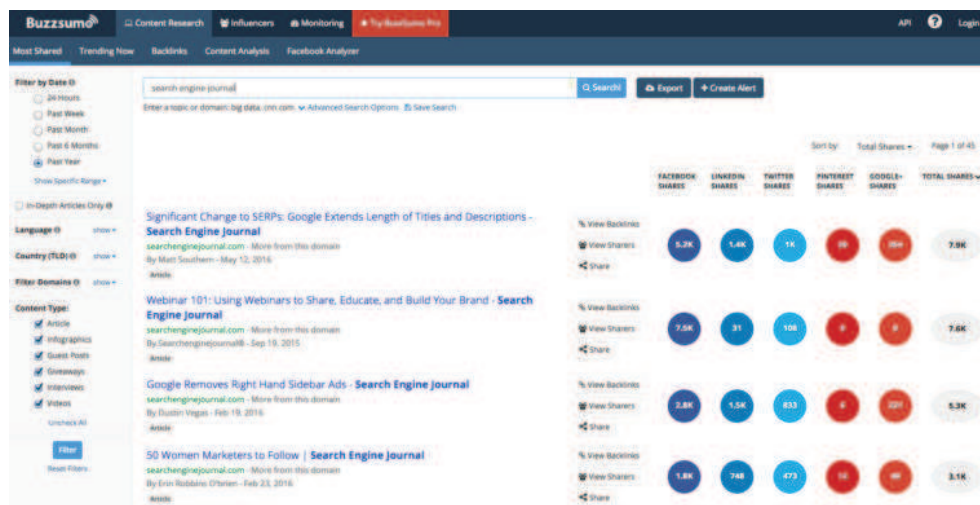 Buzzsumo
Content Research Influencers Monitoring Try BuzzSumo Pro API ? Login
Most Shared Trending Now Backlinks Content Analysis Facebook Analyzer
Filter by Date
24 Hours
Past Week
Past Month
Past 6 Months
Past Year
Show Specific Range
In-Depth Articles Only
Language show
Country (TLD) show
Filter Domains show
Content Type:
Article
Infographics
Guest Posts
Giveaways
Interviews
Videos
Uncheck All
Filter
Reset Filters
search engine journal
Search! Export + Create Alert
Enter a topic or domain: big data, cnn.com Advanced Search Options Save Search
Sort by Total Shares Page 1 of 45
FACEBOOK SHARES LINKEDIN SHARES TWITTER SHARES PINTEREST SHARES GOOGLE+ SHARES TOTAL SHARES
Significant Change to SERPs: Google Extends Length of Titles and Descriptions -
Search Engine Journal
searchenginejournal.com - More from this domain
By Matt Southern - May 12, 2016
Article
View Backlinks
View Sharers
Share
5.2K 1.4K 1K 7.9K
Webinar 101: Using Webinars to Share, Educate, and Build Your Brand - Search
Engine Journal
searchenginejournal.com - More from this domain
By Searchenginejournal® - Sep 19, 2015
Article
View Backlinks
View Sharers
Share
7.5K 31 108 7.6K
Google Removes Right Hand Sidebar Ads - Search Engine Journal
searchenginejournal.com - More from this domain
By Dustin Vegas - Feb 19, 2016
Article
View Backlinks
View Sharers
Share
2.8K 1.5K 833 5.3K
50 Women Marketers to Follow | Search Engine Journal
searchenginejournal.com - More from this domain
By Erin Robbins O'brien - Feb 23, 2016
Article
View Backlinks
View Sharers
Share
1.8K 748 473 3.1K